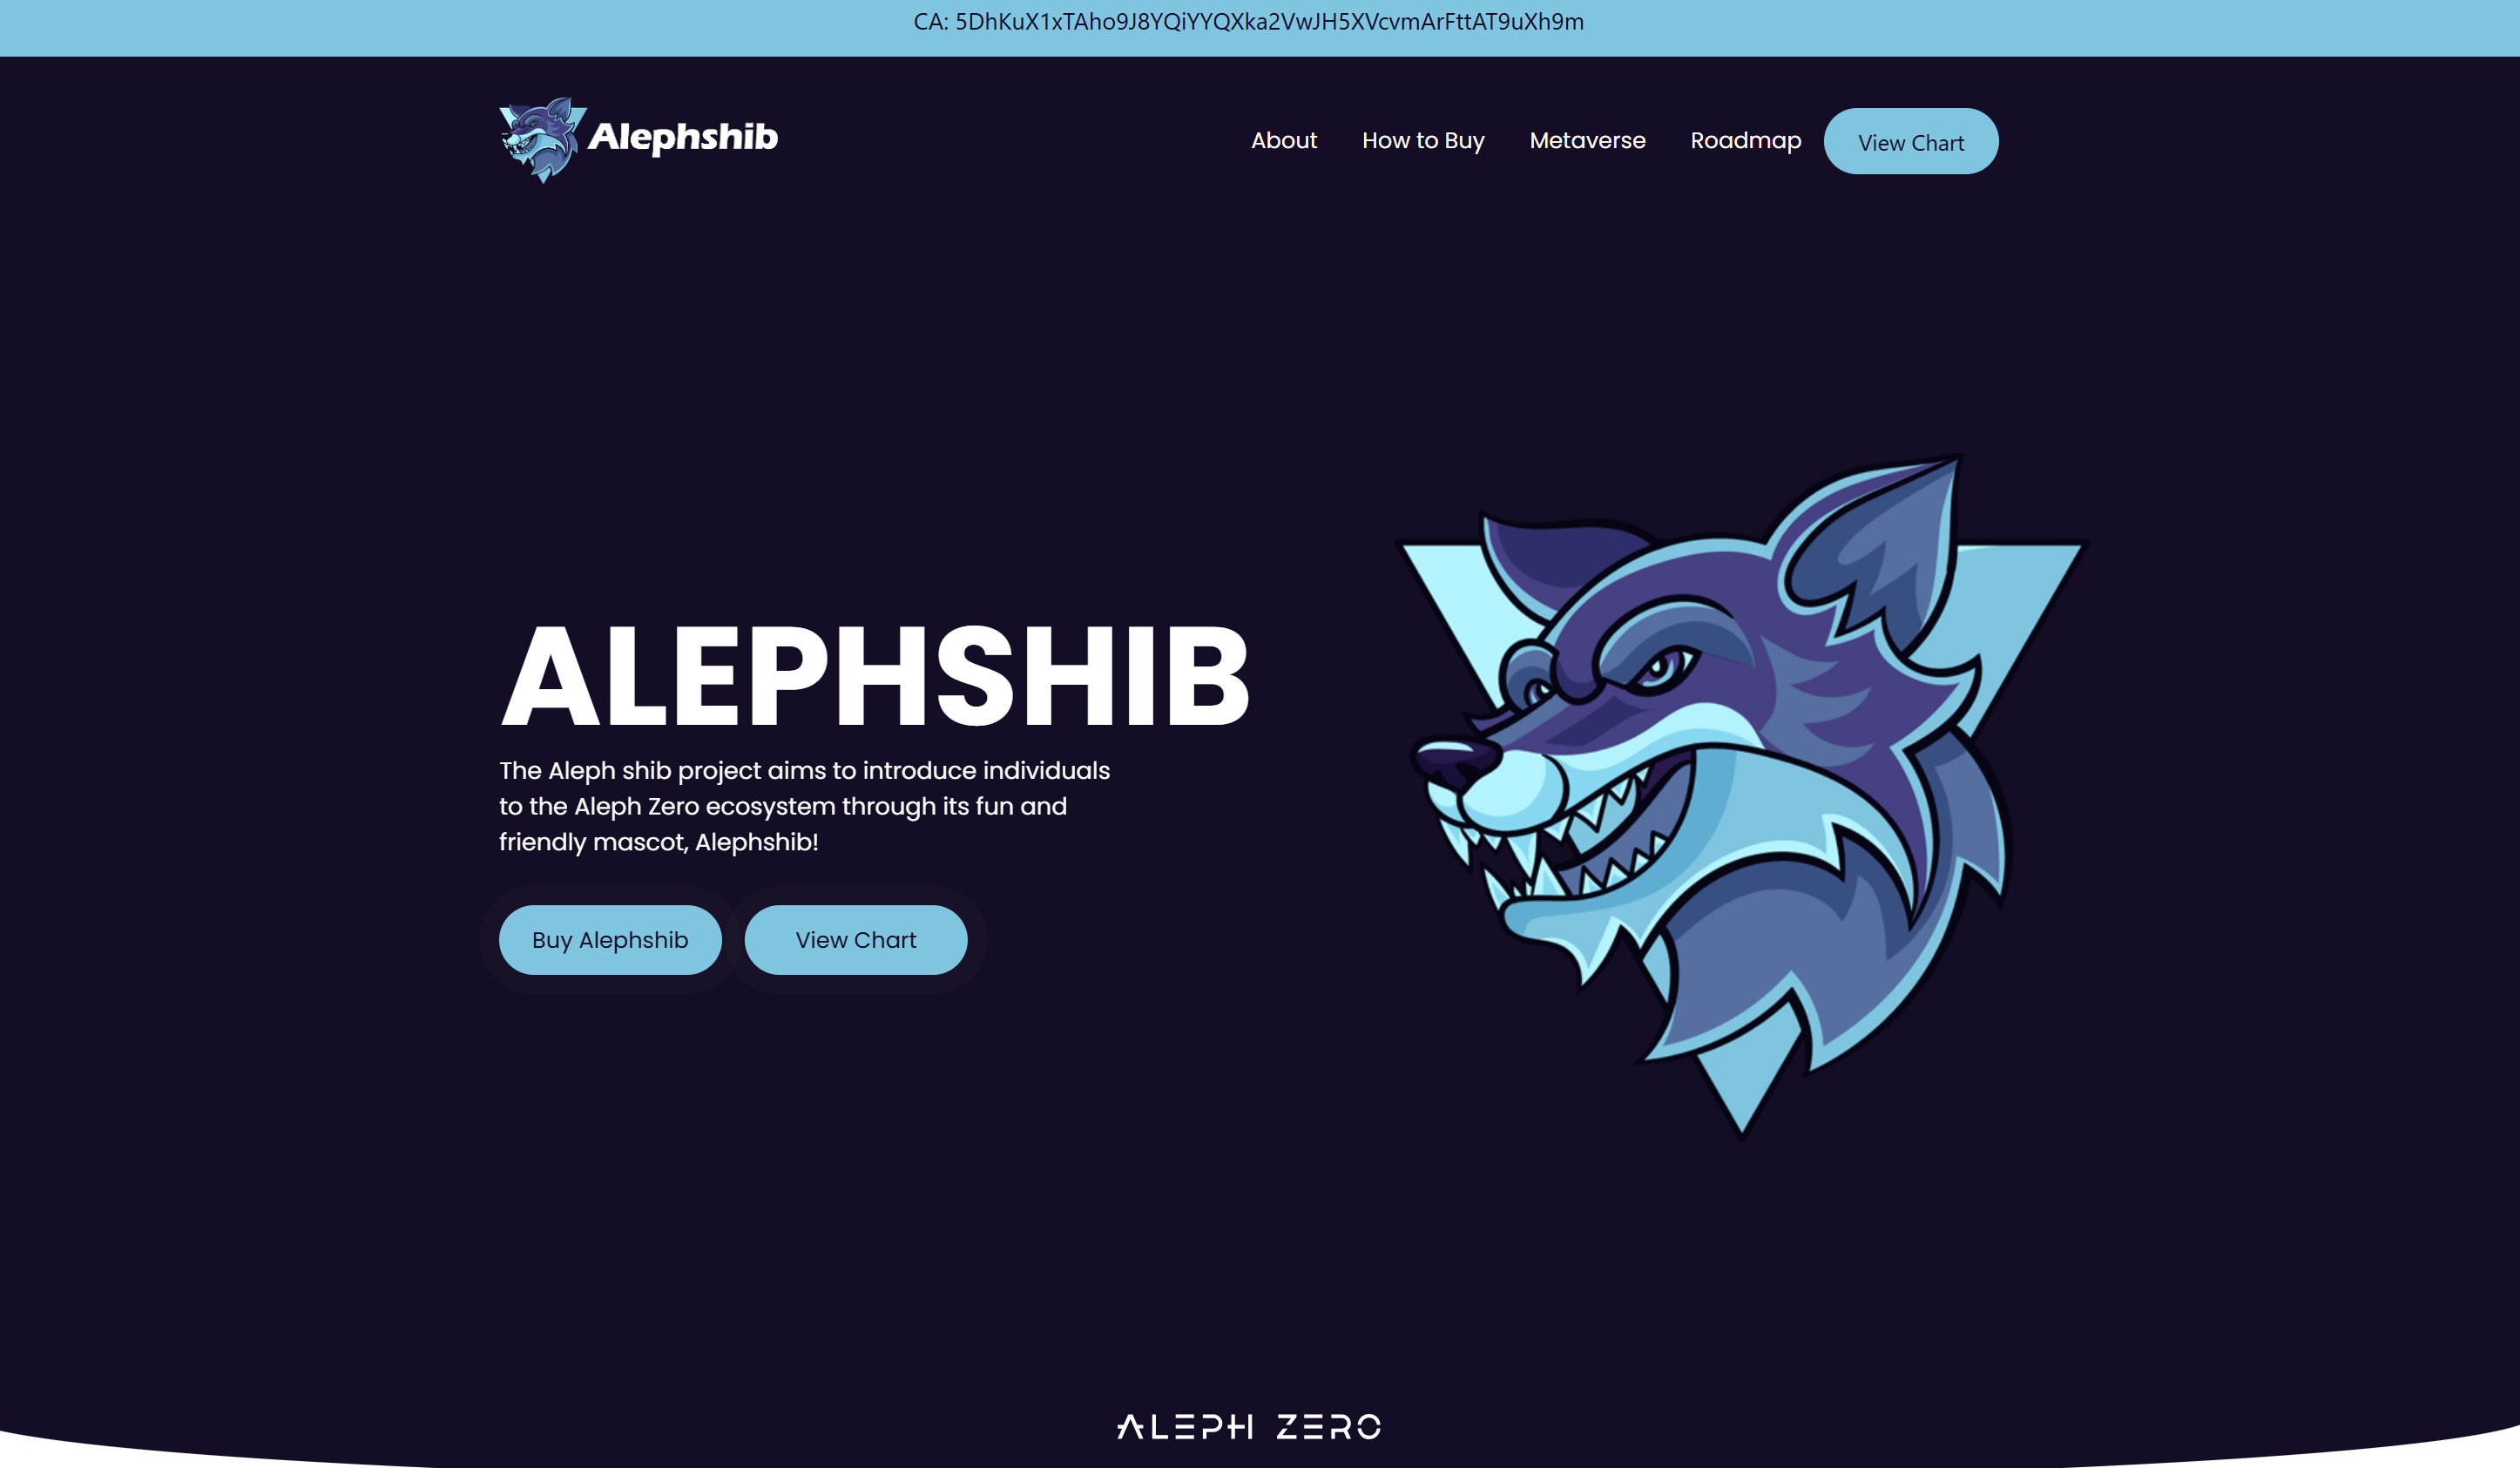 CA: 5DhKuX1xTAho9J8YQiYYQXka2VwJH5XVcvmArFttAT9uXh9m
Alephshib
About
How to Buy
Metaverse
Roadmap
View Chart
ALEPHSHIB
The Aleph shib project aims to introduce individuals
to the Aleph Zero ecosystem through its fun and
friendly mascot, Alephshib!
Buy Alephshib
View Chart
ALEPH ZERO